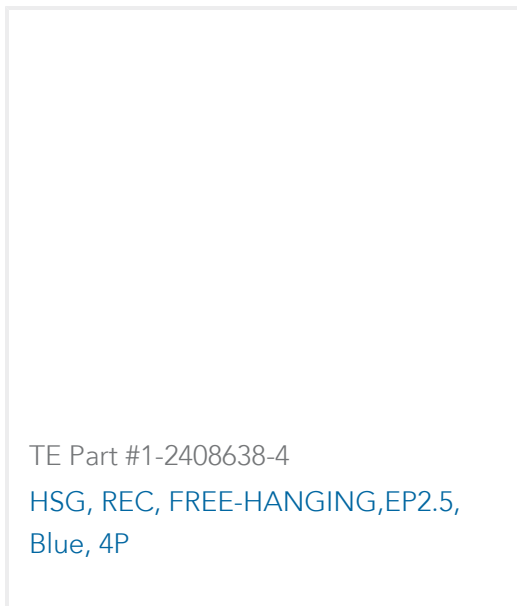 TE Part #1-2408638-4
HSG, REC, FREE-HANGING,EP2.5,
Blue, 4P